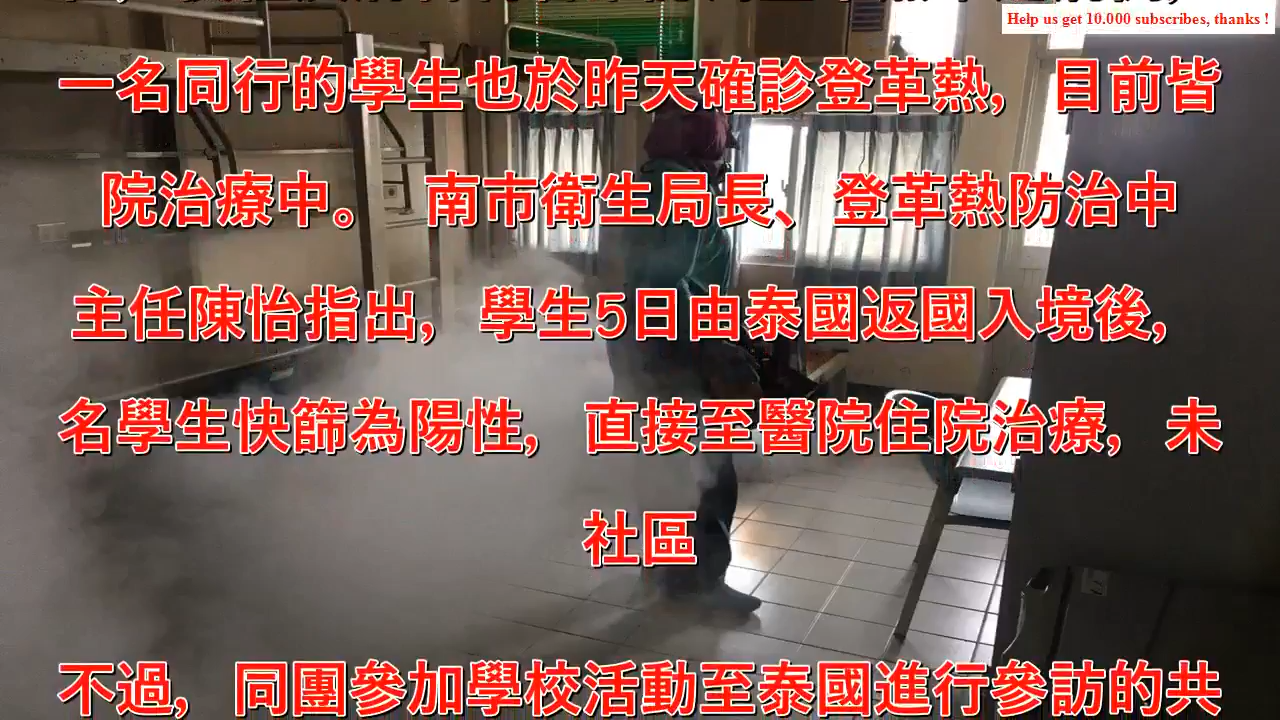 Help us get 10.000 subscribes, thanks !
一名同行的學生也於昨天確診登革熱, 目前皆
院治療中。 南市衛生局長、登革熱防治中
主任陳怡指出, 學生5日由泰國返國入境後,
名學生快篩為陽性, 直接至醫院住院治療, 未
社區
不過, 同團參加學校活動至泰國進行參訪的共